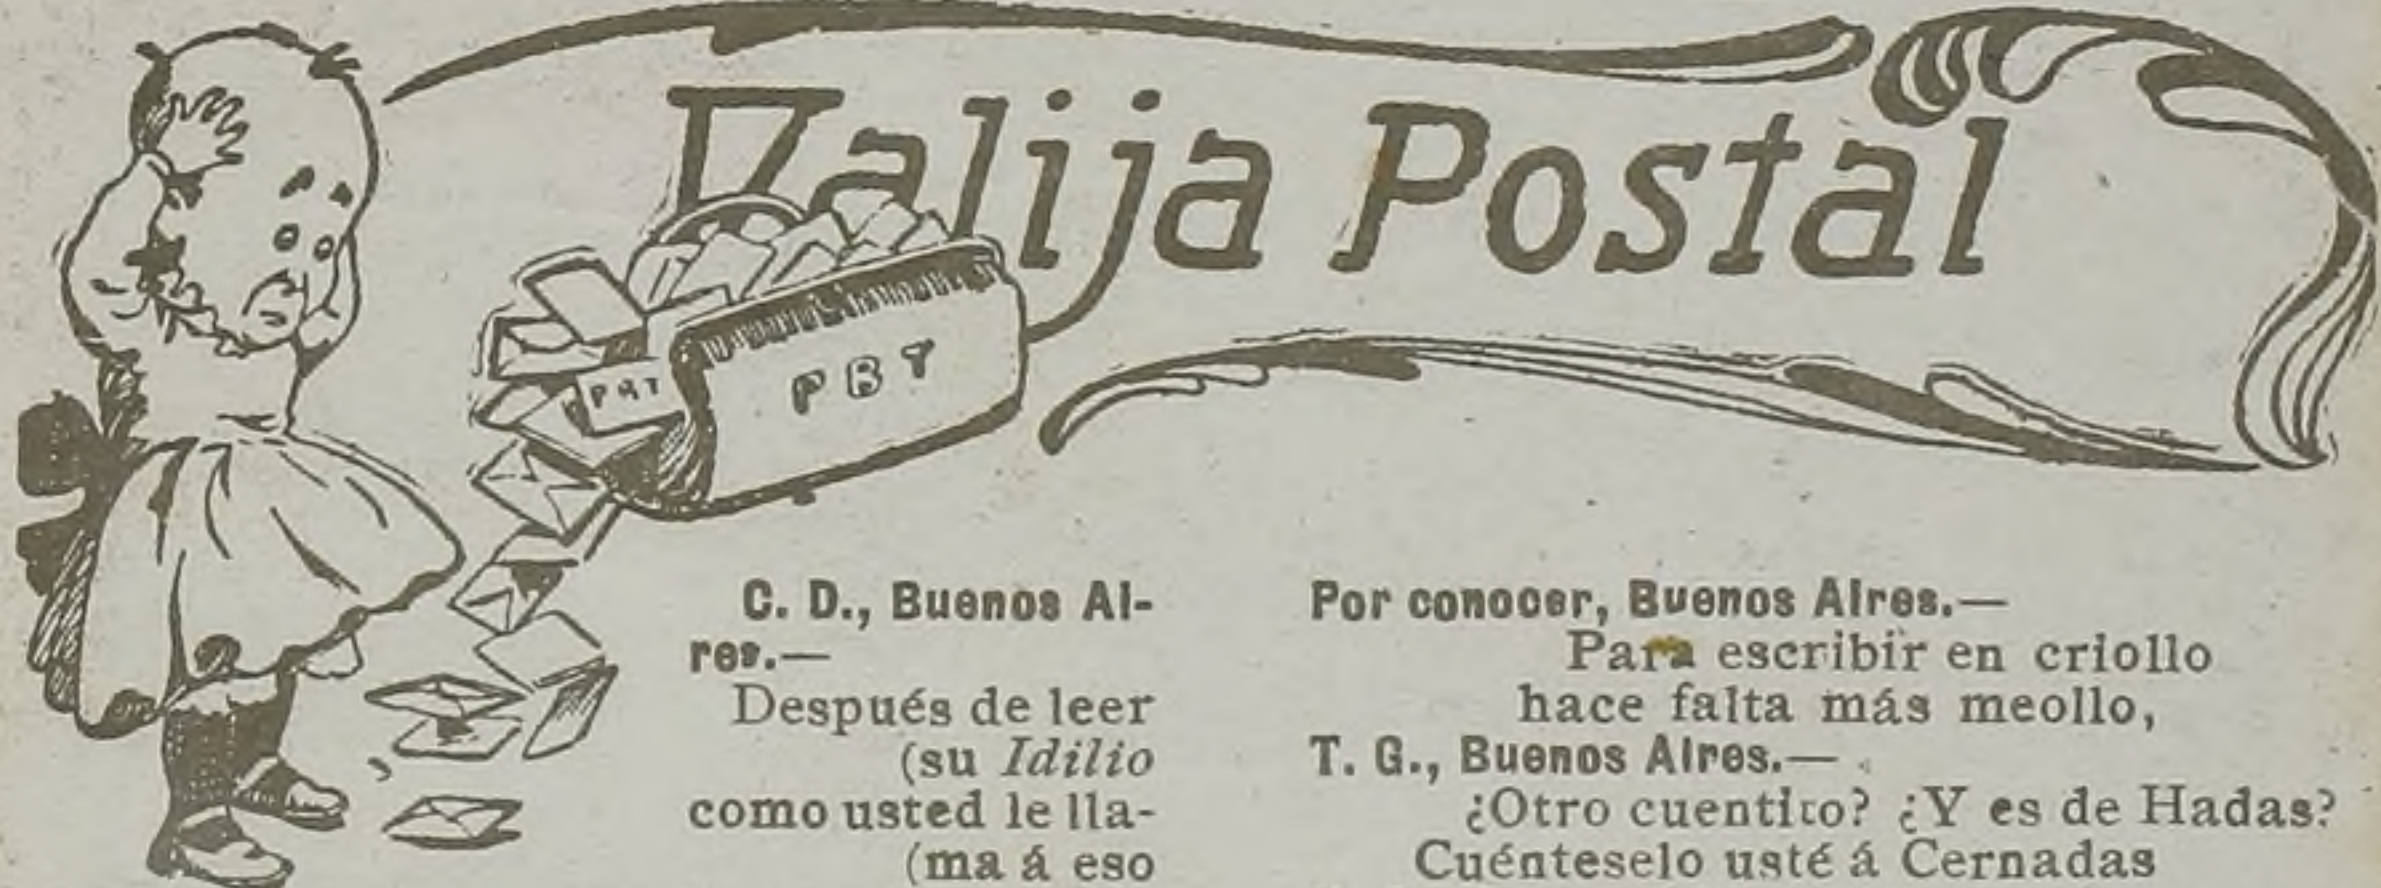 Valija Postal
PBT
PBT
C. D., Buenos Ai-
res.—
Después de leer
(su Idilio
como usted le lla-
(ma á eso
Por conocer, Buenos Aires.—
Para escribir en criollo
hace falta más meollo,
T. G., Buenos Aires.—
¿Otro cuentito? ¿Y es de Hadas?
Cuénteselo usté á Cernadas